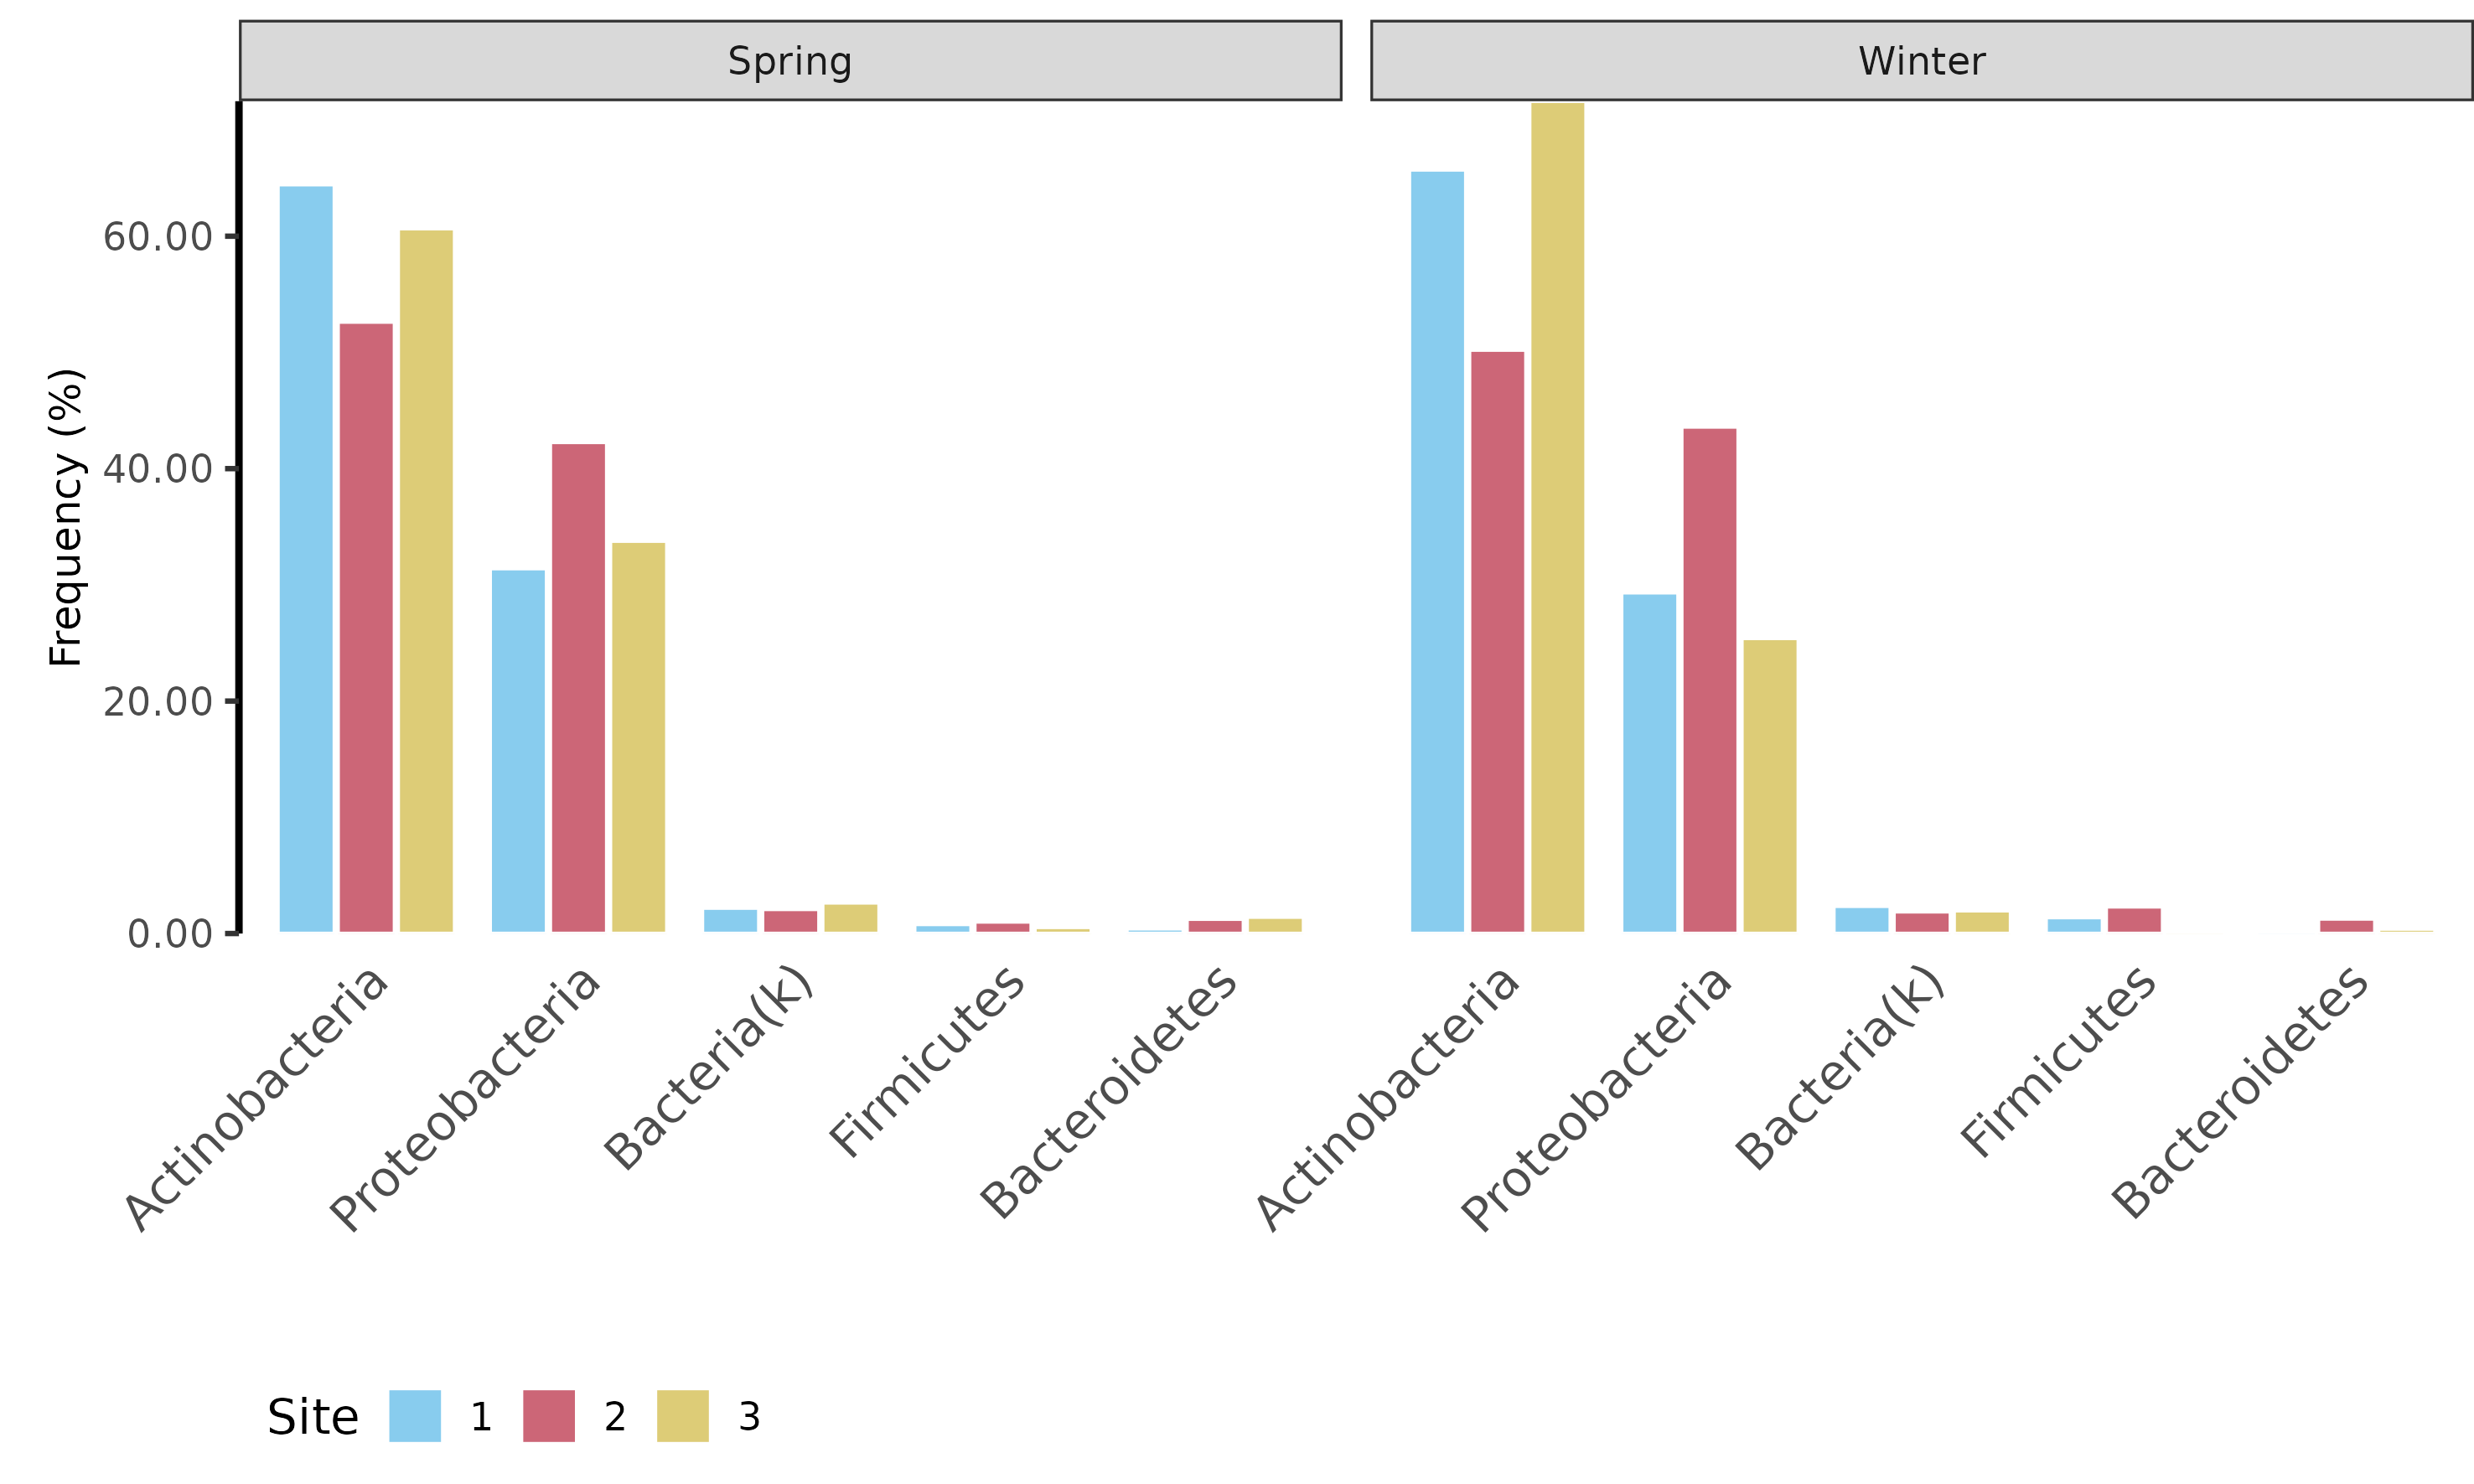 Spring
Winter
Frequency (%)
60.00
40.00
20.00
0.00
Actinobacteria
Proteobacteria
Bacteria(k)
Firmicutes
Bacteroidetes
Actinobacteria
Proteobacteria
Bacteria(k)
Firmicutes
Bacteroidetes
Site 1 2 3